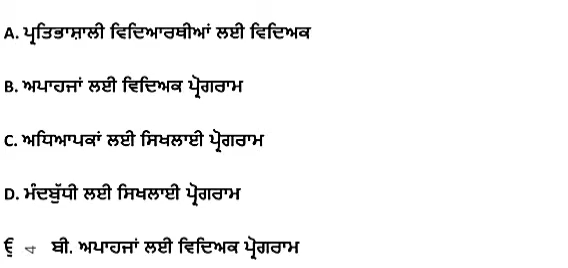 A. ਪ੍ਰਤਿਭਾਸ਼ਾਲੀ ਵਿਦਿਆਰਥੀਆਂ ਲਈ ਵਿਦਿਅਕ
B. ਅਪਾਹਜਾਂ ਲਈ ਵਿਦਿਅਕ ਪ੍ਰੋਗਰਾਮ
C. ਅਧਿਆਪਕਾਂ ਲਈ ਸਿਖਲਾਈ ਪ੍ਰੋਗਰਾਮ
D. ਮੰਦਬੁੱਧੀ ਲਈ ਸਿਖਲਾਈ ਪ੍ਰੋਗਰਾਮ
ਬੀ. ਅਪਾਹਜਾਂ ਲਈ ਵਿਦਿਅਕ ਪ੍ਰੋਗਰਾਮ